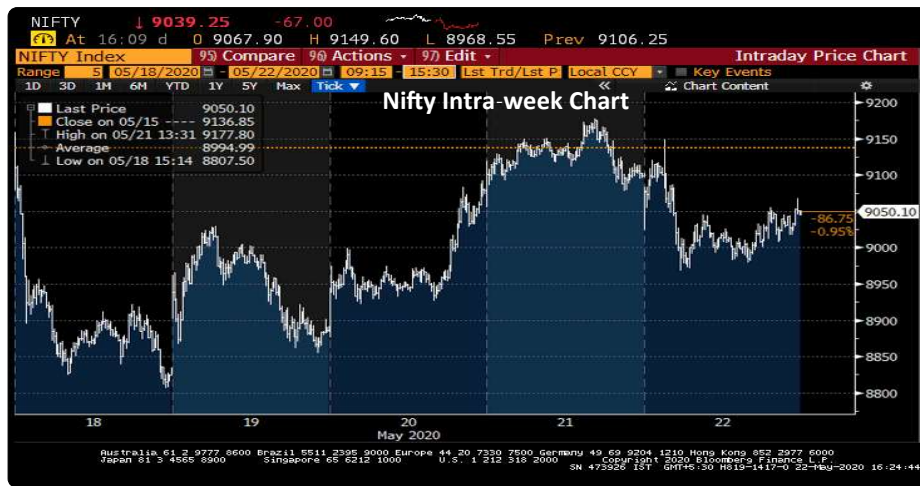 NIFTY ↓ 9039.25 -67.00
At 16:09 d O 9067.90 H 9149.60 L 8968.55 Prev 9106.25
NIFTY Index 95) Compare 96) Actions 97) Edit Intraday Price Chart
Range 5 05/18/2020 - 05/22/2020 09:15 - 15:30 Lst Trd/Lst P Local CCY Key Events
1D 3D 1M 6M YTD 1Y 5Y Max Tick ▼ « Chart Content
Nifty Intra-week Chart
Last Price 9050.10
Close on 05/15 ---- 9136.85
High on 05/21 13:31 9177.80
Average 8994.99
Low on 05/18 15:14 8807.50
9200
9150
9100
9050.10
-86.75
-0.95%
9000
8950
8900
8850
8800
18 19 20 21 22
May 2020
Australia 61 2 9777 8600 Brazil 5511 2395 9000 Europe 44 20 7330 7500 Germany 49 69 9204 1210 Hong Kong 852 2977 6000
Japan 81 3 4565 8900 Singapore 65 6212 1000 U.S. 1 212 318 2000 Copyright 2020 Bloomberg Finance L.P.
SN 473926 IST GMT+5:30 H819-1417-0 22-May-2020 16:24:44